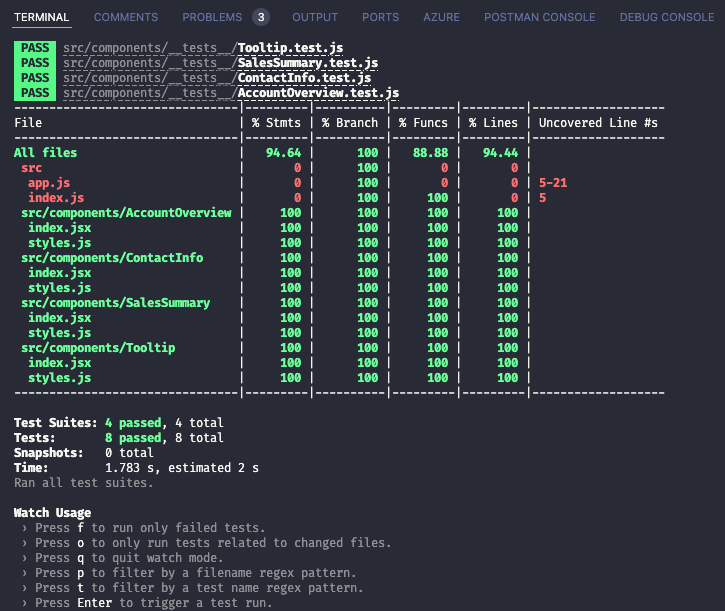 TERMINAL COMMENTS PROBLEMS 3 OUTPUT PORTS AZURE POSTMAN CONSOLE DEBUG CONSOLE
PASS src/components/__tests__/Tooltip.test.js
PASS src/components/__tests__/SalesSummary.test.js
PASS src/components/__tests__/ContactInfo.test.js
PASS src/components/__tests__/AccountOverview.test.js
--------------------------------|---------|----------|---------|---------|-------------------
File | % Stmts | % Branch | % Funcs | % Lines | Uncovered Line #s
--------------------------------|---------|----------|---------|---------|-------------------
All files | 94.64 | 100 | 88.88 | 94.44 |
src | 0 | 100 | 0 | 0 |
app.js | 0 | 100 | 0 | 0 | 5-21
index.js | 0 | 100 | 100 | 0 | 5
src/components/AccountOverview | 100 | 100 | 100 | 100 |
index.jsx | 100 | 100 | 100 | 100 |
styles.js | 100 | 100 | 100 | 100 |
src/components/ContactInfo | 100 | 100 | 100 | 100 |
index.jsx | 100 | 100 | 100 | 100 |
styles.js | 100 | 100 | 100 | 100 |
src/components/SalesSummary | 100 | 100 | 100 | 100 |
index.jsx | 100 | 100 | 100 | 100 |
styles.js | 100 | 100 | 100 | 100 |
src/components/Tooltip | 100 | 100 | 100 | 100 |
index.jsx | 100 | 100 | 100 | 100 |
styles.js | 100 | 100 | 100 | 100 |
--------------------------------|---------|----------|---------|---------|-------------------
Test Suites: 4 passed, 4 total
Tests: 8 passed, 8 total
Snapshots: 0 total
Time: 1.783 s, estimated 2 s
Ran all test suites.
Watch Usage
› Press f to run only failed tests.
› Press o to only run tests related to changed files.
› Press q to quit watch mode.
› Press p to filter by a filename regex pattern.
› Press t to filter by a test name regex pattern.
› Press Enter to trigger a test run.